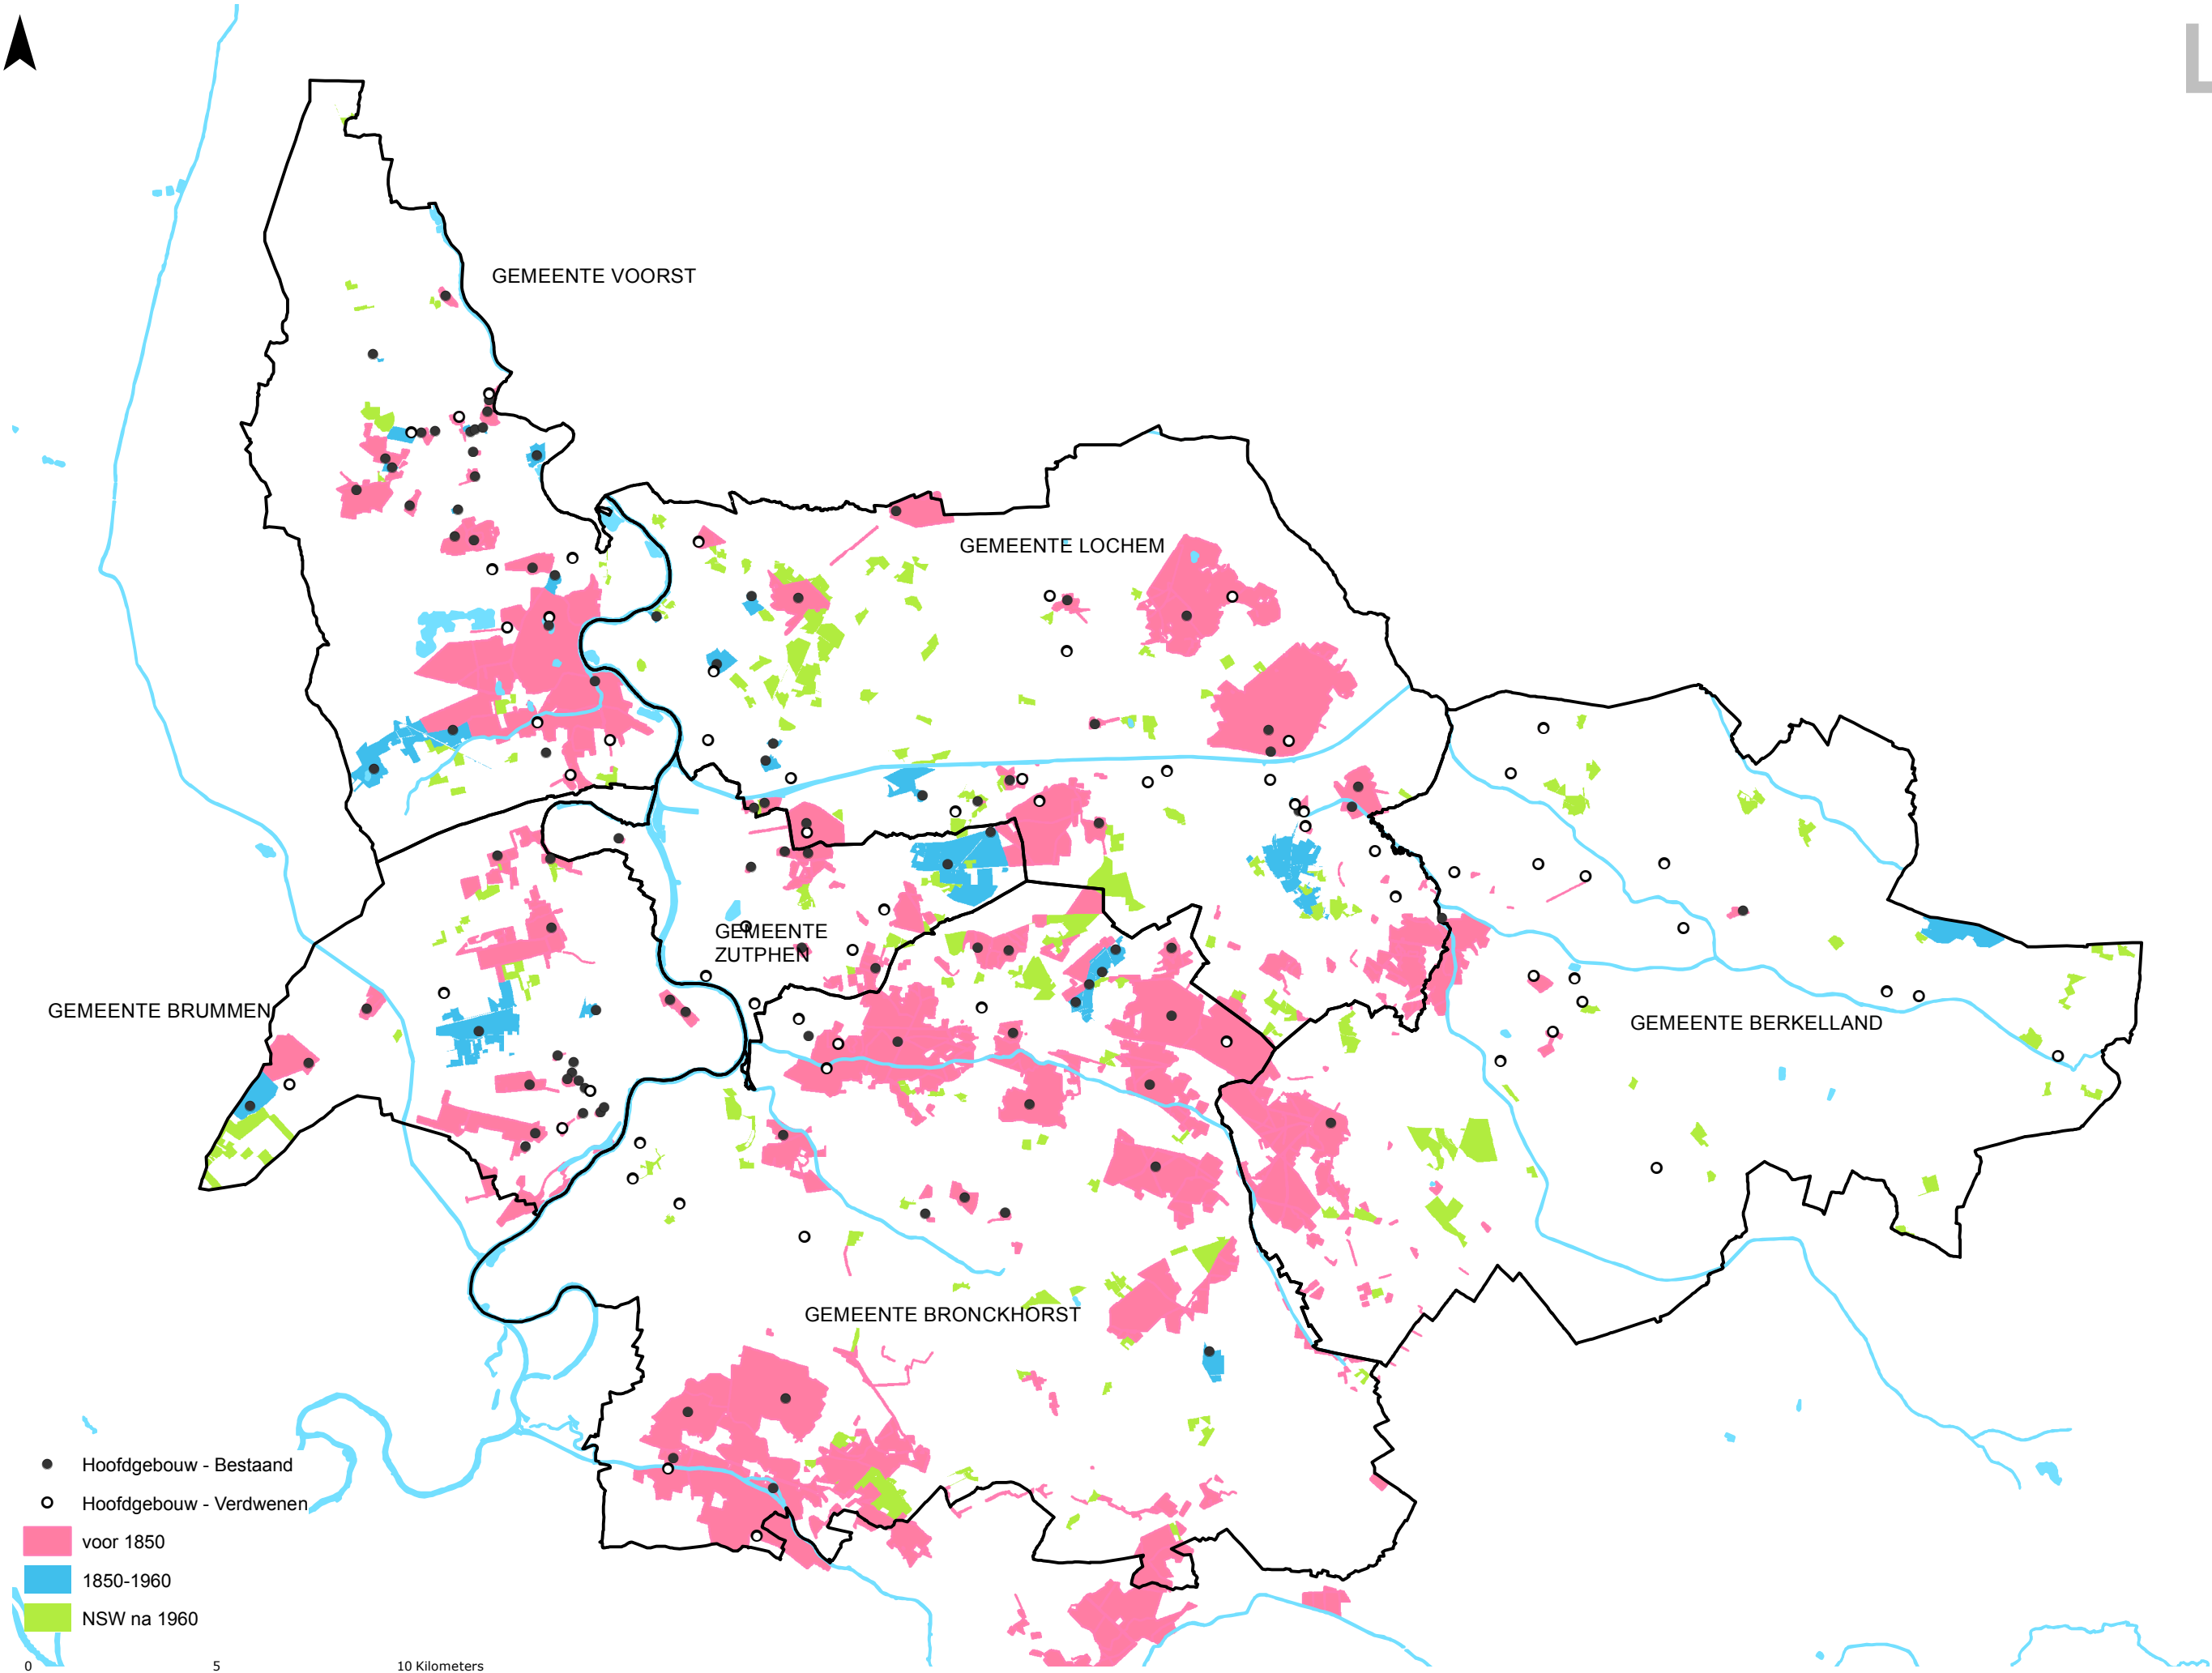 L
GEMEENTE VOORST
GEMEENTE LOCHEM
GEMEENTE
ZUTPHEN
GEMEENTE BRUMMEN
GEMEENTE BERKELLAND
GEMEENTE BRONCKHORST
Hoofdgebouw - Bestaand
Hoofdgebouw - Verdwenen
voor 1850
1850-1960
NSW na 1960
0 5 10 Kilometers